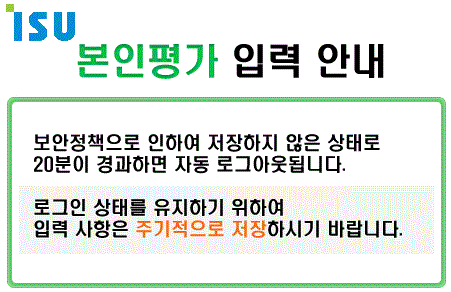 ISU
본인평가 입력 안내
보안정책으로 인하여 저장하지 않은 상태로
20분이 경과하면 자동 로그아웃됩니다.
로그인 상태를 유지하기 위하여
입력 사항은 주기적으로 저장하시기 바랍니다.